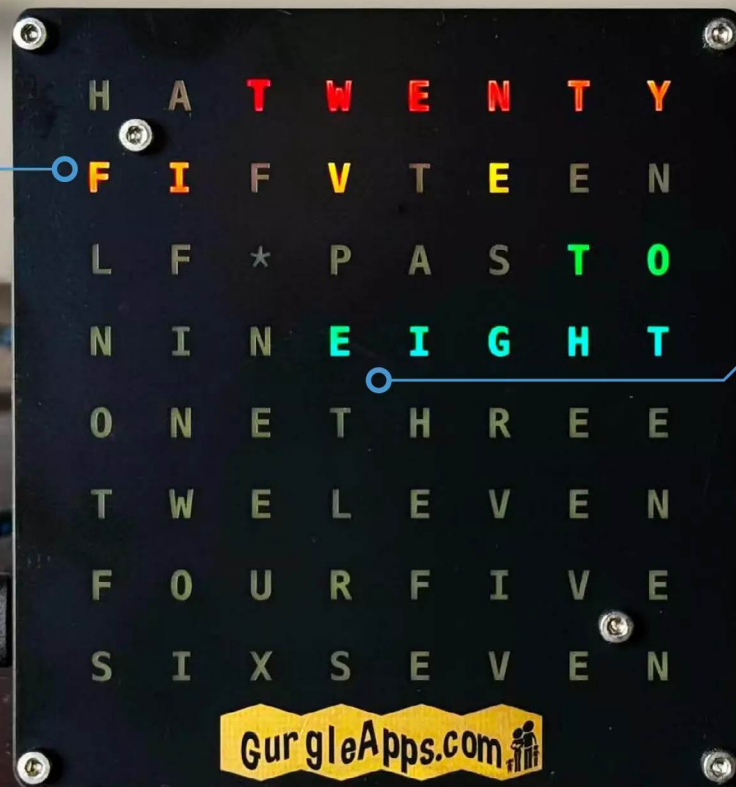 H A T W E N T Y
F I F V T E E N
L F * P A S T O
N I N E I G H T
O N E T H R E E
T W E L E V E N
F O U R F I V E
S I X S E V E N
GurgleApps.com